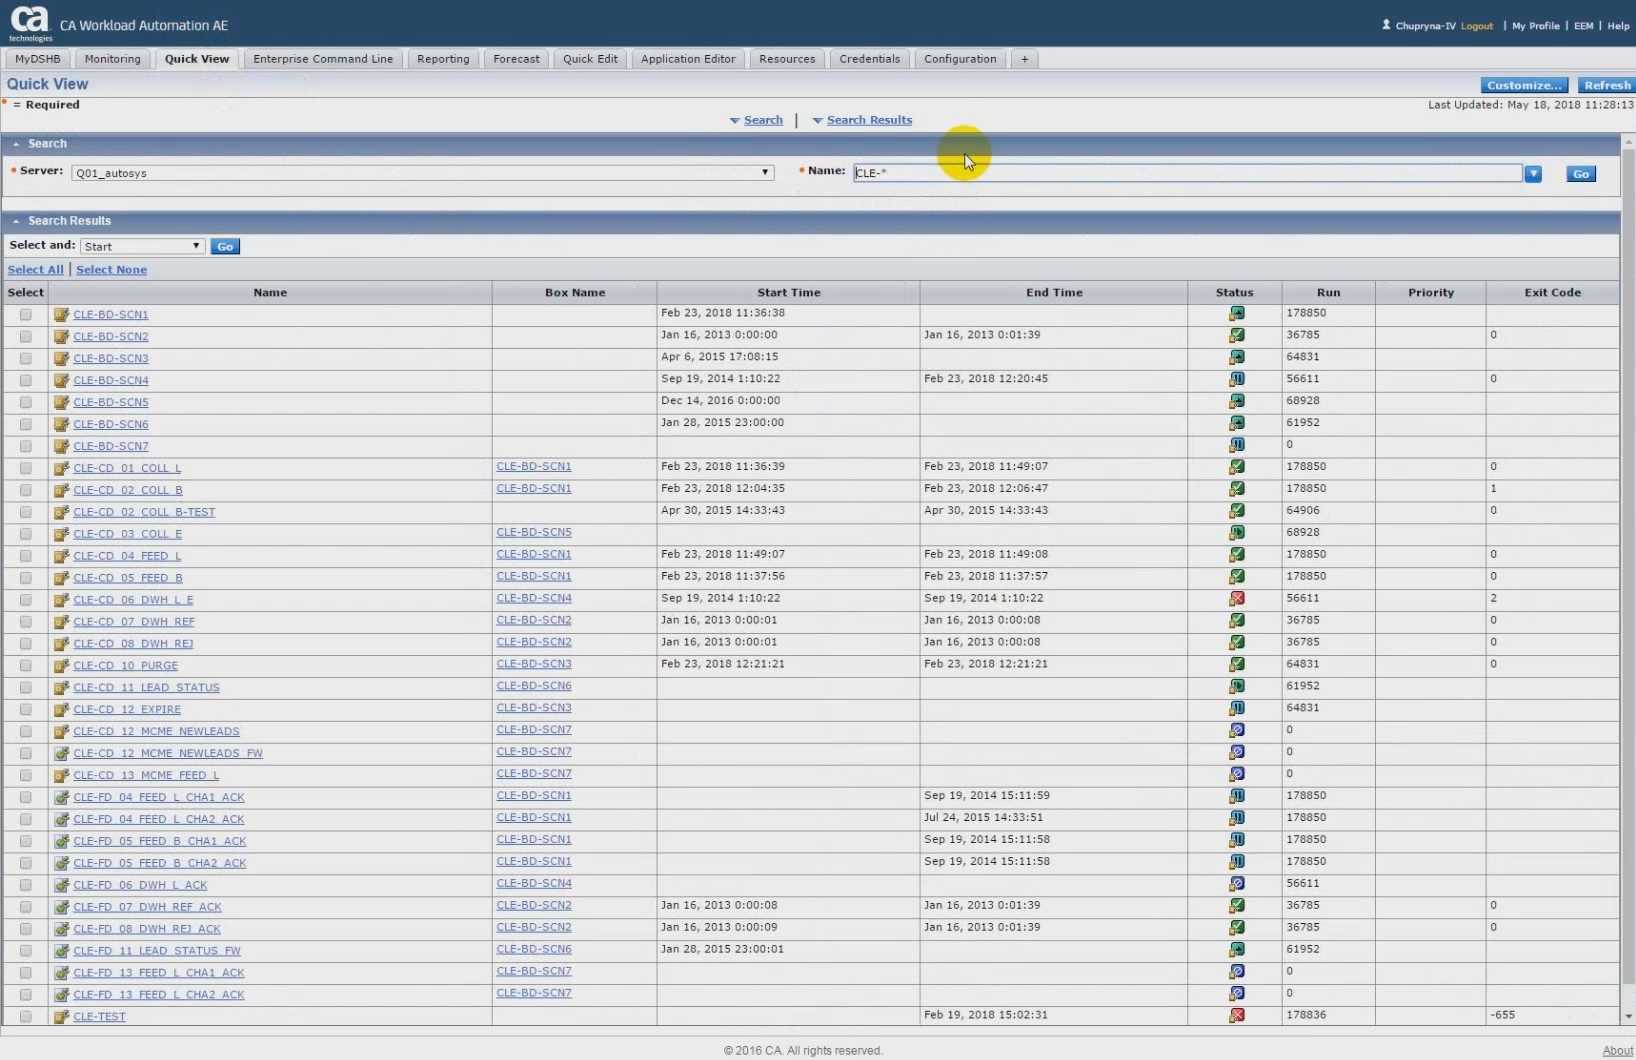 ca technologies CA Workload Automation AE Chupryna-IV Logout | My Profile | EEM | Help
MyDSHB Monitoring Quick View Enterprise Command Line Reporting Forecast Quick Edit Application Editor Resources Credentials Configuration +
Quick View Customize... Refresh
= Required Last Updated: May 18, 2018 11:28:13
Search | Search Results
Search
Server: Q01_autosys Name: CLE-* Go
Search Results
Select and: Start Go
Select All | Select None
Select Name Box Name Start Time End Time Status Run Priority Exit Code
CLE-BD-SCN1 Feb 23, 2018 11:36:38 178850
CLE-BD-SCN2 Jan 16, 2013 0:00:00 Jan 16, 2013 0:01:39 36785 0
CLE-BD-SCN3 Apr 6, 2015 17:08:15 64831
CLE-BD-SCN4 Sep 19, 2014 1:10:22 Feb 23, 2018 12:20:45 56611 0
CLE-BD-SCN5 Dec 14, 2016 0:00:00 68928
CLE-BD-SCN6 Jan 28, 2015 23:00:00 61952
CLE-BD-SCN7 0
CLE-CD_01_COLL_L CLE-BD-SCN1 Feb 23, 2018 11:36:39 Feb 23, 2018 11:49:07 178850 0
CLE-CD_02_COLL_B CLE-BD-SCN1 Feb 23, 2018 12:04:35 Feb 23, 2018 12:06:47 178850 1
CLE-CD_02_COLL_B-TEST Apr 30, 2015 14:33:43 Apr 30, 2015 14:33:43 64906 0
CLE-CD_03_COLL_E CLE-BD-SCN5 68928
CLE-CD_04_FEED_L CLE-BD-SCN1 Feb 23, 2018 11:49:07 Feb 23, 2018 11:49:08 178850 0
CLE-CD_05_FEED_B CLE-BD-SCN1 Feb 23, 2018 11:37:56 Feb 23, 2018 11:37:57 178850 0
CLE-CD_06_DWH_L_E CLE-BD-SCN4 Sep 19, 2014 1:10:22 Sep 19, 2014 1:10:22 56611 2
CLE-CD_07_DWH_REF CLE-BD-SCN2 Jan 16, 2013 0:00:01 Jan 16, 2013 0:00:08 36785 0
CLE-CD_08_DWH_REJ CLE-BD-SCN2 Jan 16, 2013 0:00:01 Jan 16, 2013 0:00:08 36785 0
CLE-CD_10_PURGE CLE-BD-SCN3 Feb 23, 2018 12:21:21 Feb 23, 2018 12:21:21 64831 0
CLE-CD_11_LEAD_STATUS CLE-BD-SCN6 61952
CLE-CD_12_EXPIRE CLE-BD-SCN3 64831
CLE-CD_12_MCME_NEWLEADS CLE-BD-SCN7 0
CLE-CD_12_MCME_NEWLEADS_FW CLE-BD-SCN7 0
CLE-CD_13_MCME_FEED_L CLE-BD-SCN7 0
CLE-FD_04_FEED_L_CHA1_ACK CLE-BD-SCN1 Sep 19, 2014 15:11:59 178850
CLE-FD_04_FEED_L_CHA2_ACK CLE-BD-SCN1 Jul 24, 2015 14:33:51 178850
CLE-FD_05_FEED_B_CHA1_ACK CLE-BD-SCN1 Sep 19, 2014 15:11:58 178850
CLE-FD_05_FEED_B_CHA2_ACK CLE-BD-SCN1 Sep 19, 2014 15:11:58 178850
CLE-FD_06_DWH_L_ACK CLE-BD-SCN4 56611
CLE-FD_07_DWH_REF_ACK CLE-BD-SCN2 Jan 16, 2013 0:00:08 Jan 16, 2013 0:01:39 36785 0
CLE-FD_08_DWH_REJ_ACK CLE-BD-SCN2 Jan 16, 2013 0:00:09 Jan 16, 2013 0:01:39 36785 0
CLE-FD_11_LEAD_STATUS_FW CLE-BD-SCN6 Jan 28, 2015 23:00:01 61952
CLE-FD_13_FEED_L_CHA1_ACK CLE-BD-SCN7 0
CLE-FD_13_FEED_L_CHA2_ACK CLE-BD-SCN7 0
CLE-TEST Feb 19, 2018 15:02:31 178836 -655
© 2016 CA. All rights reserved. About